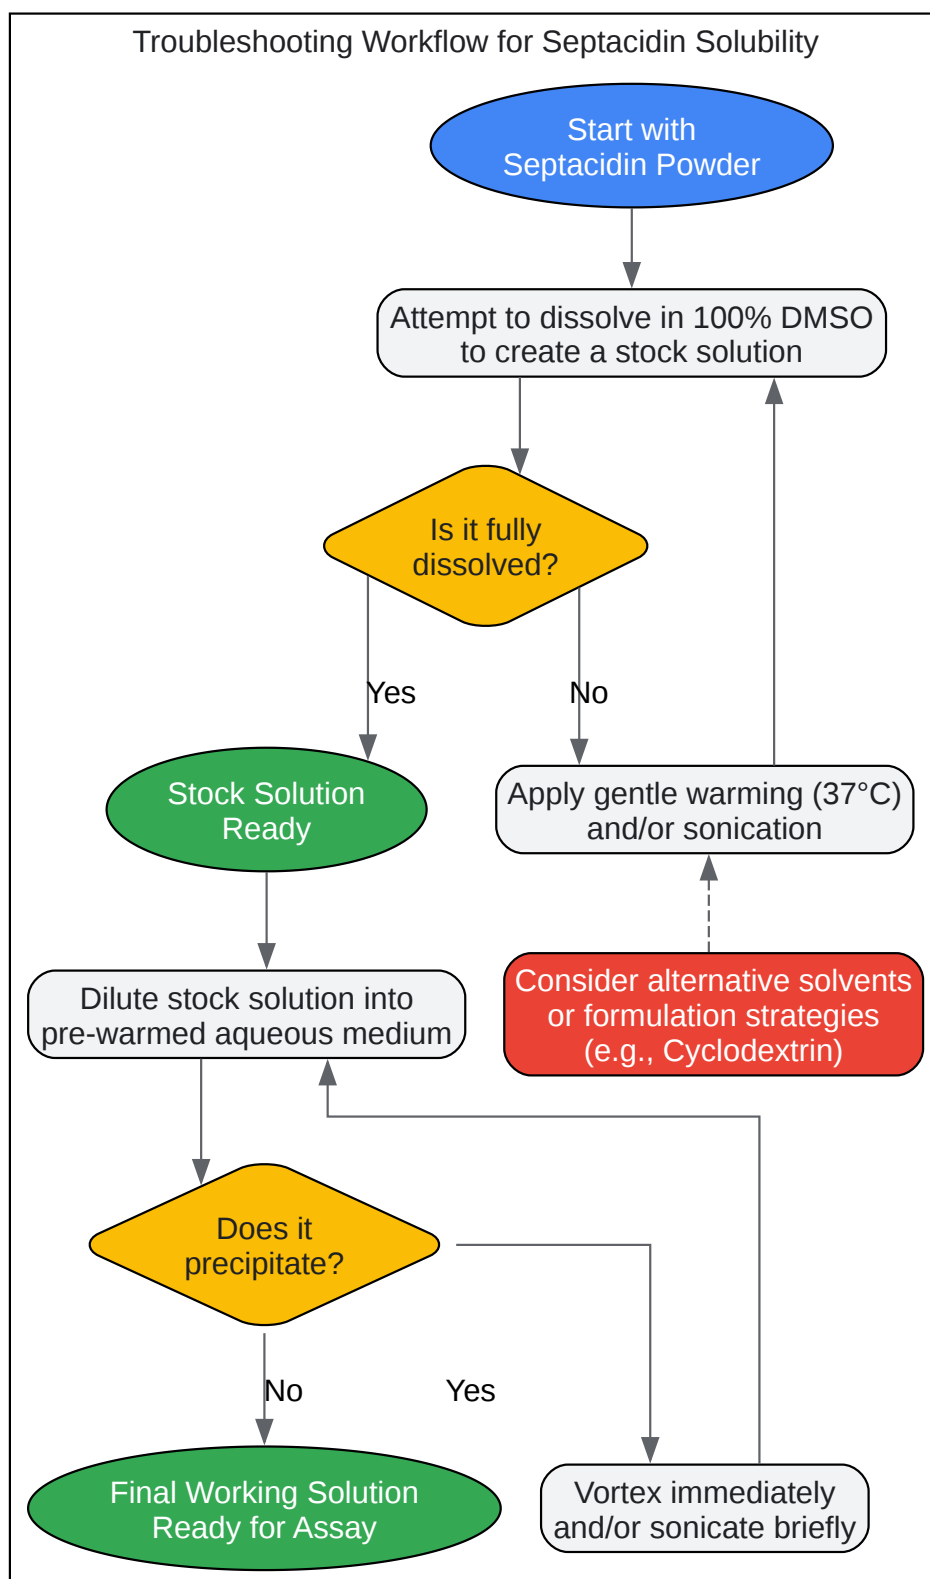 Troubleshooting Workflow for Septacidin Solubility
Start with
Septacidin Powder
Attempt to dissolve in 100% DMSO
to create a stock solution
Is it fully
dissolved?
Yes
No
Stock Solution
Ready
Apply gentle warming (37°C)
and/or sonication
Dilute stock solution into
pre-warmed aqueous medium
Consider alternative solvents
or formulation strategies
(e.g., Cyclodextrin)
Does it
precipitate?
No
Yes
Final Working Solution
Ready for Assay
Vortex immediately
and/or sonicate briefly